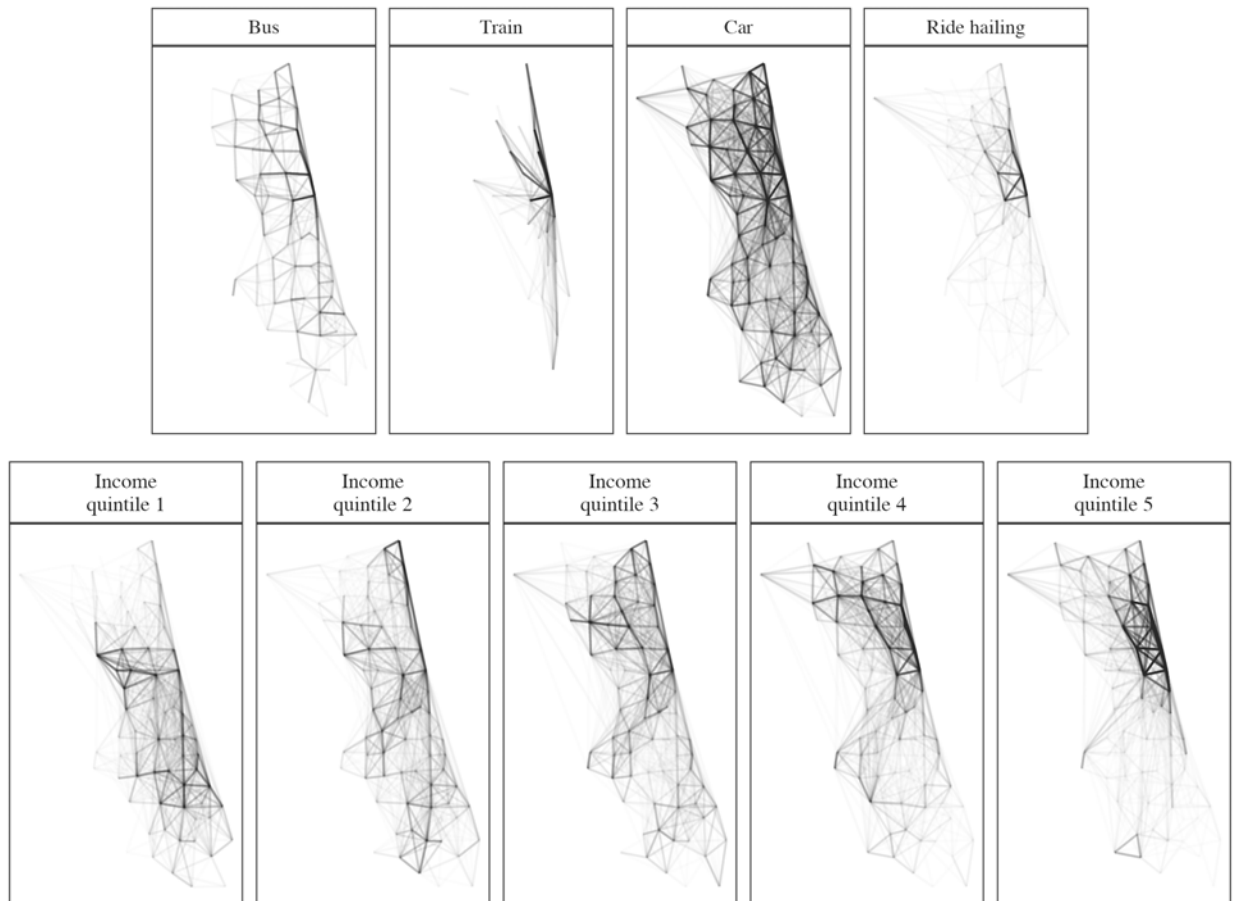 Bus
Train
Car
Ride hailing
Income
quintile 1
Income
quintile 2
Income
quintile 3
Income
quintile 4
Income
quintile 5